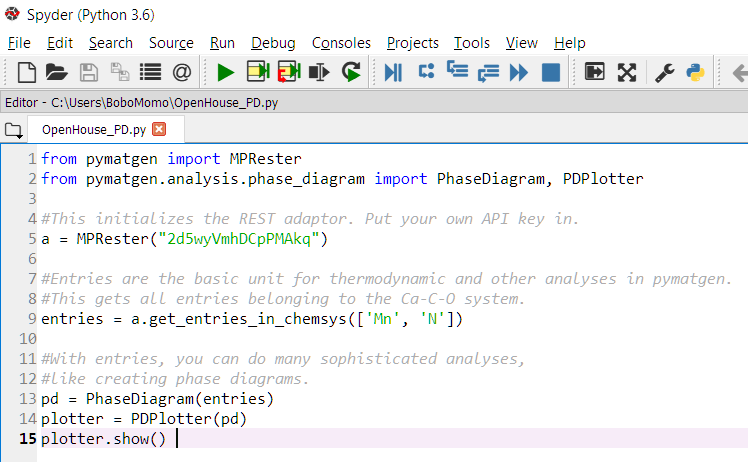 Spyder (Python 3.6)
File Edit Search Source Run Debug Consoles Projects Tools View Help
Editor - C:\Users\BoboMomo\OpenHouse_PD.py
OpenHouse_PD.py
1 from pymatgen import MPRester
2 from pymatgen.analysis.phase_diagram import PhaseDiagram, PDPlotter
3
4 #This initializes the REST adaptor. Put your own API key in.
5 a = MPRester("2d5wyVmhDCpPMAkq")
6
7 #Entries are the basic unit for thermodynamic and other analyses in pymatgen.
8 #This gets all entries belonging to the Ca-C-O system.
9 entries = a.get_entries_in_chemsys(['Mn', 'N'])
10
11 #With entries, you can do many sophisticated analyses,
12 #like creating phase diagrams.
13 pd = PhaseDiagram(entries)
14 plotter = PDPlotter(pd)
15 plotter.show()